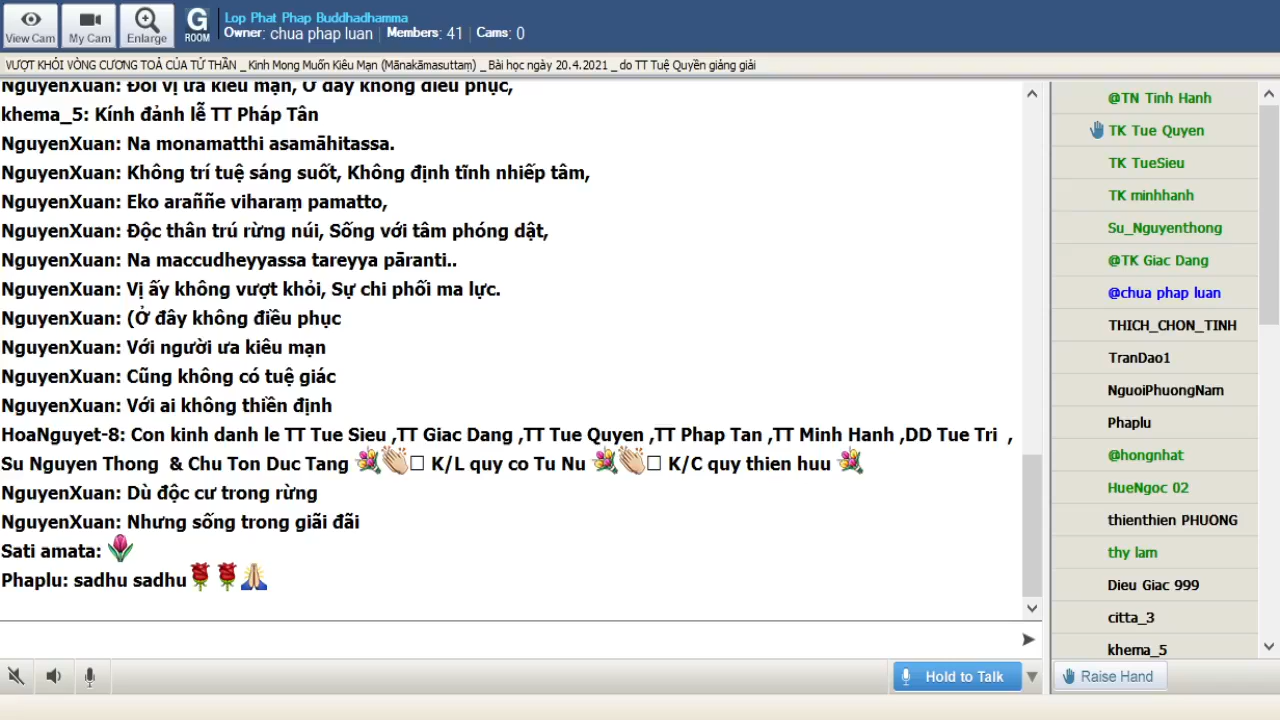 View Cam
My Cam
Enlarge
G
ROOM
Lop Phat Phap Buddhadhamma
Owner: chua phap luan Members: 41 Cams: 0
VƯỢT KHỎI VÒNG CƯƠNG TOẢ CỦA TỬ THẦN _ Kinh Mong Muốn Kiêu Mạn (Mānakāmasuttaṃ) _ Bài học ngày 20.4.2021 _ do TT Tuệ Quyền giảng giải
NguyenXuan: Đối vị ưa kiêu mạn, Ở đây không điều phục,
khema_5: Kính đảnh lễ TT Pháp Tân
NguyenXuan: Na monamatthi asamāhitassa.
NguyenXuan: Không trí tuệ sáng suốt, Không định tĩnh nhiếp tâm,
NguyenXuan: Eko araññe viharaṃ pamatto,
NguyenXuan: Độc thân trú rừng núi, Sống với tâm phóng dật,
NguyenXuan: Na maccudheyyassa tareyya pāranti..
NguyenXuan: Vị ấy không vượt khỏi, Sự chi phối ma lực.
NguyenXuan: (Ở đây không điều phục
NguyenXuan: Với người ưa kiêu mạn
NguyenXuan: Cũng không có tuệ giác
NguyenXuan: Với ai không thiền định
HoaNguyet-8: Con kinh danh le TT Tue Sieu ,TT Giac Dang ,TT Tue Quyen ,TT Phap Tan ,TT Minh Hanh ,DD Tue Tri ,
Su Nguyen Thong & Chu Ton Duc Tang 💐👏□ K/L quy co Tu Nu 💐👏□ K/C quy thien huu 💐
NguyenXuan: Dù độc cư trong rừng
NguyenXuan: Nhưng sống trong giãi đãi
Sati amata: 🌷
Phaplu: sadhu sadhu🌹🌹🙏
Hold to Talk
@TN Tinh Hanh
TK Tue Quyen
TK TueSieu
TK minhhanh
Su_Nguyenthong
@TK Giac Dang
@chua phap luan
THICH_CHON_TINH
TranDao1
NguoiPhuongNam
Phaplu
@hongnhat
HueNgoc 02
thienthien PHUONG
thy lam
Dieu Giac 999
citta_3
khema_5
Raise Hand